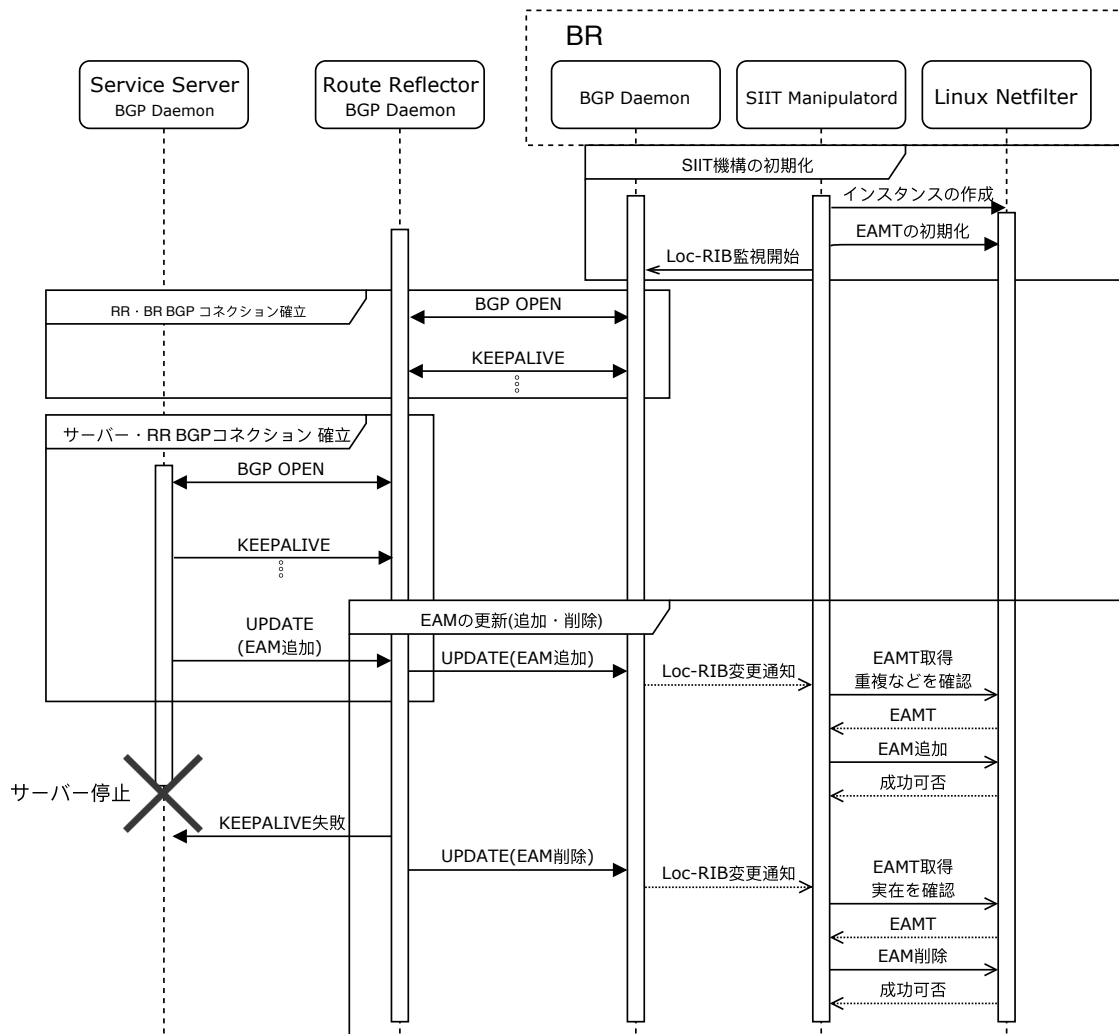 BR
Service Server
BGP Daemon
Route Reflector
BGP Daemon
BGP Daemon
SIIT Manipulatord
Linux Netfilter
SIIT機構の初期化
インスタンスの作成
EAMTの初期化
Loc-RIB監視開始
RR・BR BGP コネクション確立
BGP OPEN
KEEPALIVE
サーバー・RR BGPコネクション 確立
BGP OPEN
KEEPALIVE
EAMの更新(追加・削除)
UPDATE
(EAM追加)
UPDATE(EAM追加)
Loc-RIB変更通知
EAMT取得
重複などを確認
EAMT
EAM追加
成功可否
サーバー停止
KEEPALIVE失敗
UPDATE(EAM削除)
Loc-RIB変更通知
EAMT取得
実在を確認
EAMT
EAM削除
成功可否